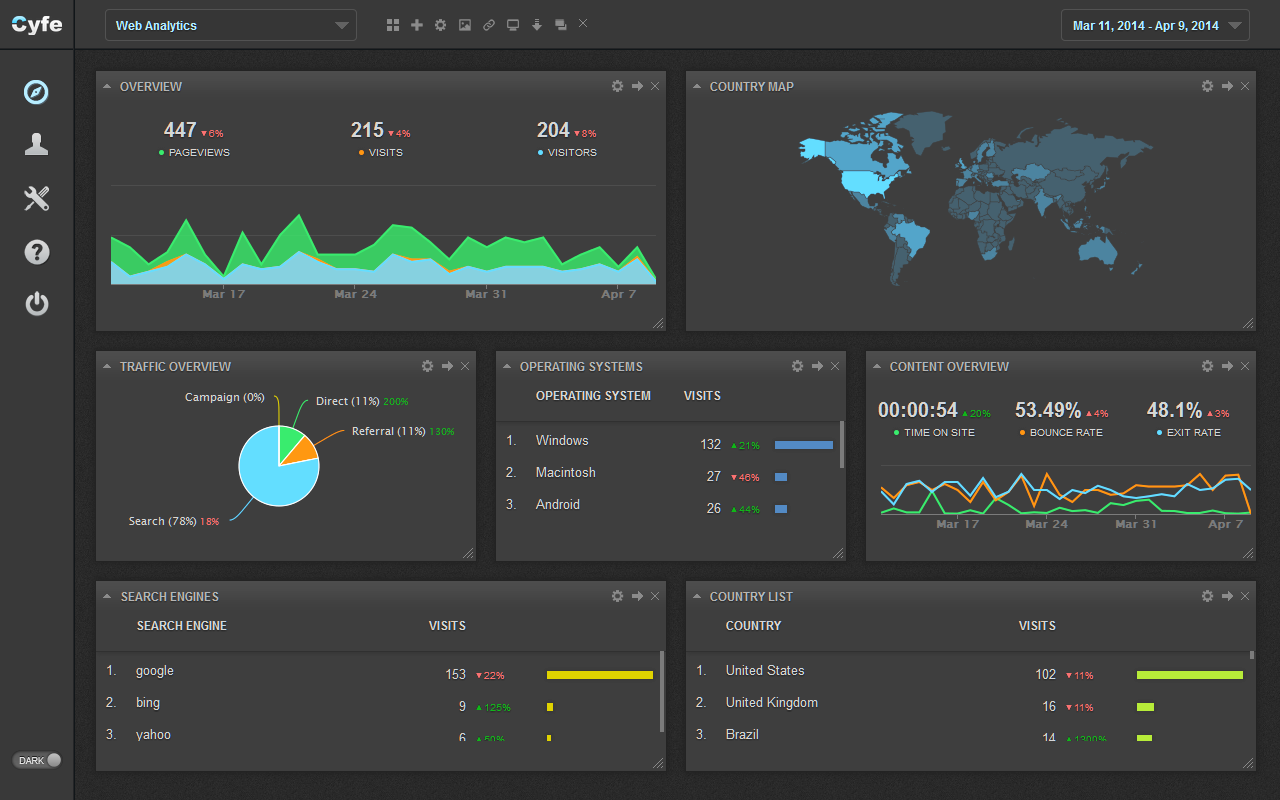 Cyfe
Web Analytics
Mar 11, 2014 - Apr 9, 2014
OVERVIEW
447 ▼6% 215 ▼4% 204 ▼8%
PAGEVIEWS VISITS VISITORS
Mar 17 Mar 24 Mar 31 Apr 7
COUNTRY MAP
TRAFFIC OVERVIEW
Campaign (0%)
Direct (11%) 200%
Referral (11%) 130%
Search (78%) 18%
OPERATING SYSTEMS
OPERATING SYSTEM VISITS
1. Windows 132 ▲21%
2. Macintosh 27 ▼46%
3. Android 26 ▲44%
CONTENT OVERVIEW
00:00:54 ▲20% 53.49% ▲4% 48.1% ▲3%
TIME ON SITE BOUNCE RATE EXIT RATE
Mar 17 Mar 24 Mar 31 Apr 7
SEARCH ENGINES
SEARCH ENGINE VISITS
1. google 153 ▼22%
2. bing 9 ▲125%
3. yahoo 6 ▲50%
COUNTRY LIST
COUNTRY VISITS
1. United States 102 ▼11%
2. United Kingdom 16 ▼11%
3. Brazil 14 ▲1300%
DARK